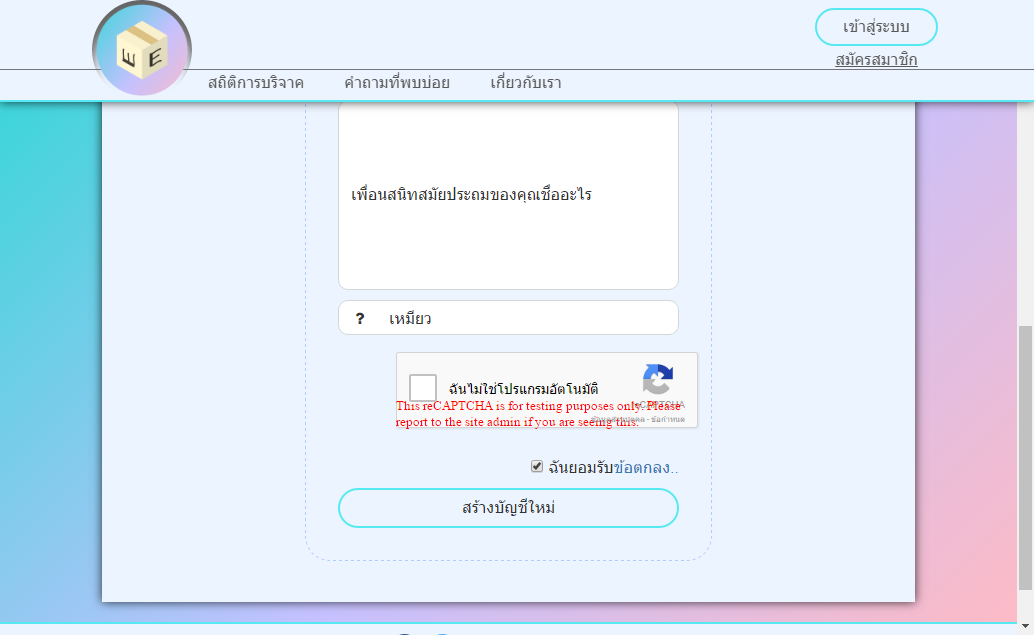 เข้าสู่ระบบ
สมัครสมาชิก
สถิติการบริจาค
คำถามที่พบบ่อย
เกี่ยวกับเรา
เพื่อนสนิทสมัยประถมของคุณชื่ออะไร
? เหมียว
ฉันไม่ใช่โปรแกรมอัตโนมัติ
reCAPTCHA
This reCAPTCHA is for testing purposes only. Please
report to the site admin if you are seeing this.
ข้อกำหนด
ฉันยอมรับข้อตกลง..
สร้างบัญชีใหม่